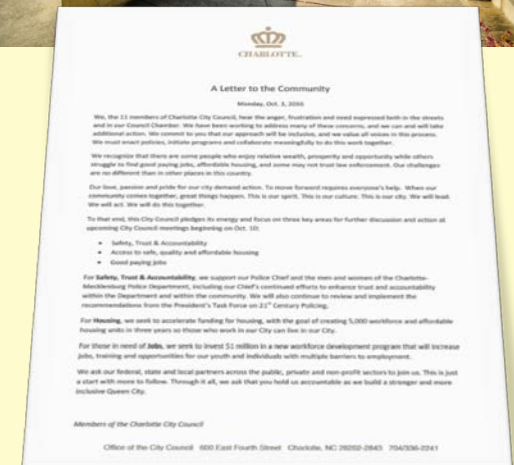 CHARLOTTE.
A Letter to the Community
Monday, Oct. 3, 2016
We, the 11 members of Charlotte City Council, hear the anger, frustration and need expressed both in the streets
and in our Council Chamber. We have been working to address many of these concerns, and we can and will take
additional action. We commit to you that our approach will be inclusive, and we value all voices in this process.
We must enact policies, initiate programs and collaborate meaningfully to do this work together.
We recognize that there are some people who enjoy relative wealth, prosperity and opportunity while others
struggle to find good paying jobs, affordable housing, and some may not trust law enforcement. Our challenges
are no different than in other places in this country.
Our love, passion and pride for our city demand action. To move forward requires everyone's help. When our
community comes together, great things happen. This is our spirit. This is our culture. This is our city. We will lead.
We will act. We will do this together.
To that end, this City Council pledges its energy and focus on three key areas for further discussion and action at
upcoming City Council meetings beginning on Oct. 10:
• Safety, Trust & Accountability
• Access to safe, quality and affordable housing
• Good paying jobs
For Safety, Trust & Accountability, we support our Police Chief and the men and women of the Charlotte-
Mecklenburg Police Department, including our Chief's continued efforts to enhance trust and accountability
within the Department and within the community. We will also continue to review and implement the
recommendations from the President's Task Force on 21st Century Policing.
For Housing, we seek to accelerate funding for housing, with the goal of creating 5,000 workforce and affordable
housing units in three years so those who work in our City can live in our City.
For those in need of Jobs, we seek to invest $1 million in a new workforce development program that will increase
jobs, training and opportunities for our youth and individuals with multiple barriers to employment.
We ask our federal, state and local partners across the public, private and non-profit sectors to join us. This is just
a start with more to follow. Through it all, we ask that you hold us accountable as we build a stronger and more
inclusive Queen City.
Members of the Charlotte City Council
Office of the City Council 600 East Fourth Street Charlotte, NC 28202-2843 704/336-2241